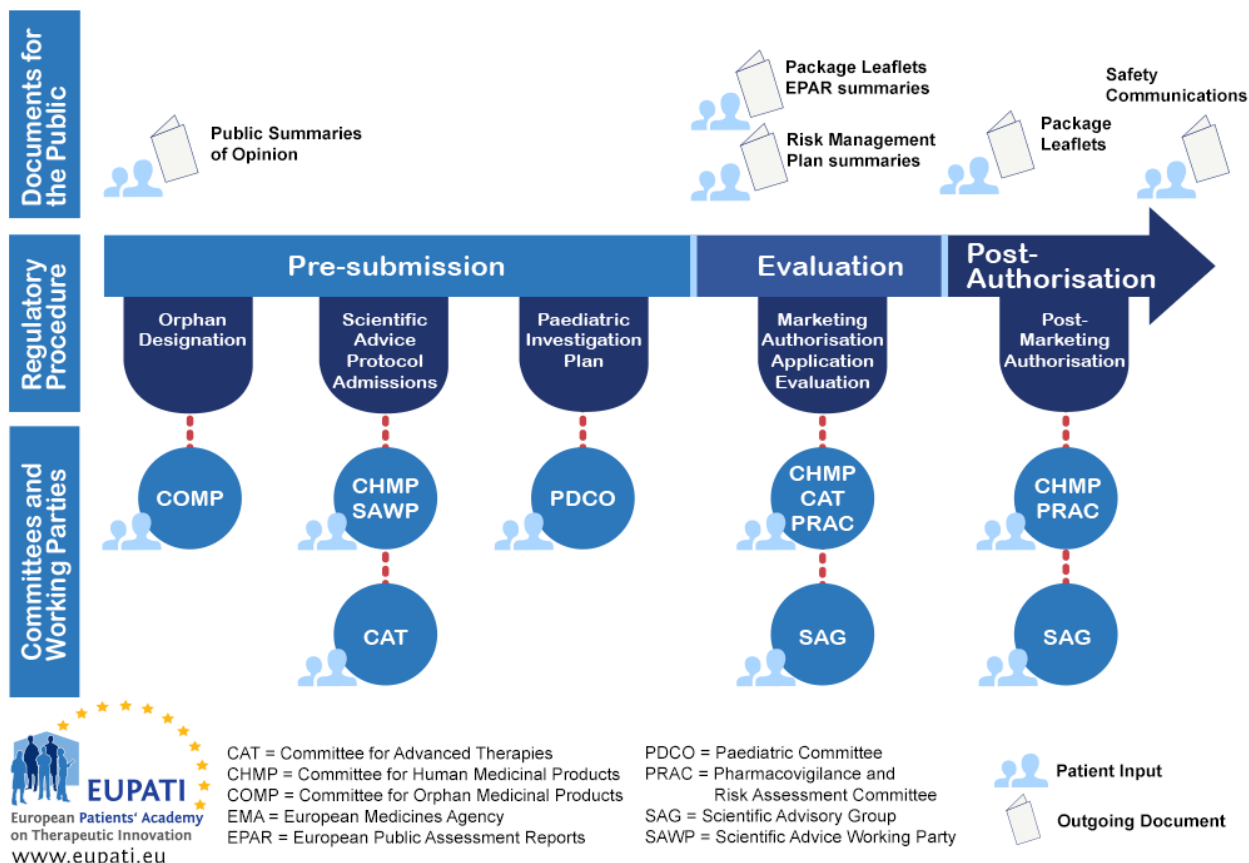 Documents for
the Public
Public Summaries
of Opinion
Package Leaflets
EPAR summaries
Risk Management
Plan summaries
Package
Leaflets
Safety
Communications
Regulatory
Procedure
Pre-submission
Evaluation
Post-
Authorisation
Orphan
Designation
Scientific
Advice
Protocol
Admissions
Paediatric
Investigation
Plan
Marketing
Authorisation
Application
Evaluation
Post-
Marketing
Authorisation
Committees and
Working Parties
COMP
CHMP
SAWP
CAT
PDCO
CHMP
CAT
PRAC
SAG
CHMP
PRAC
SAG
EUPATI
European Patients' Academy
on Therapeutic Innovation
www.eupati.eu
CAT = Committee for Advanced Therapies
CHMP = Committee for Human Medicinal Products
COMP = Committee for Orphan Medicinal Products
EMA = European Medicines Agency
EPAR = European Public Assessment Reports
PDCO = Paediatric Committee
PRAC = Pharmacovigilance and
Risk Assessment Committee
SAG = Scientific Advisory Group
SAWP = Scientific Advice Working Party
Patient Input
Outgoing Document